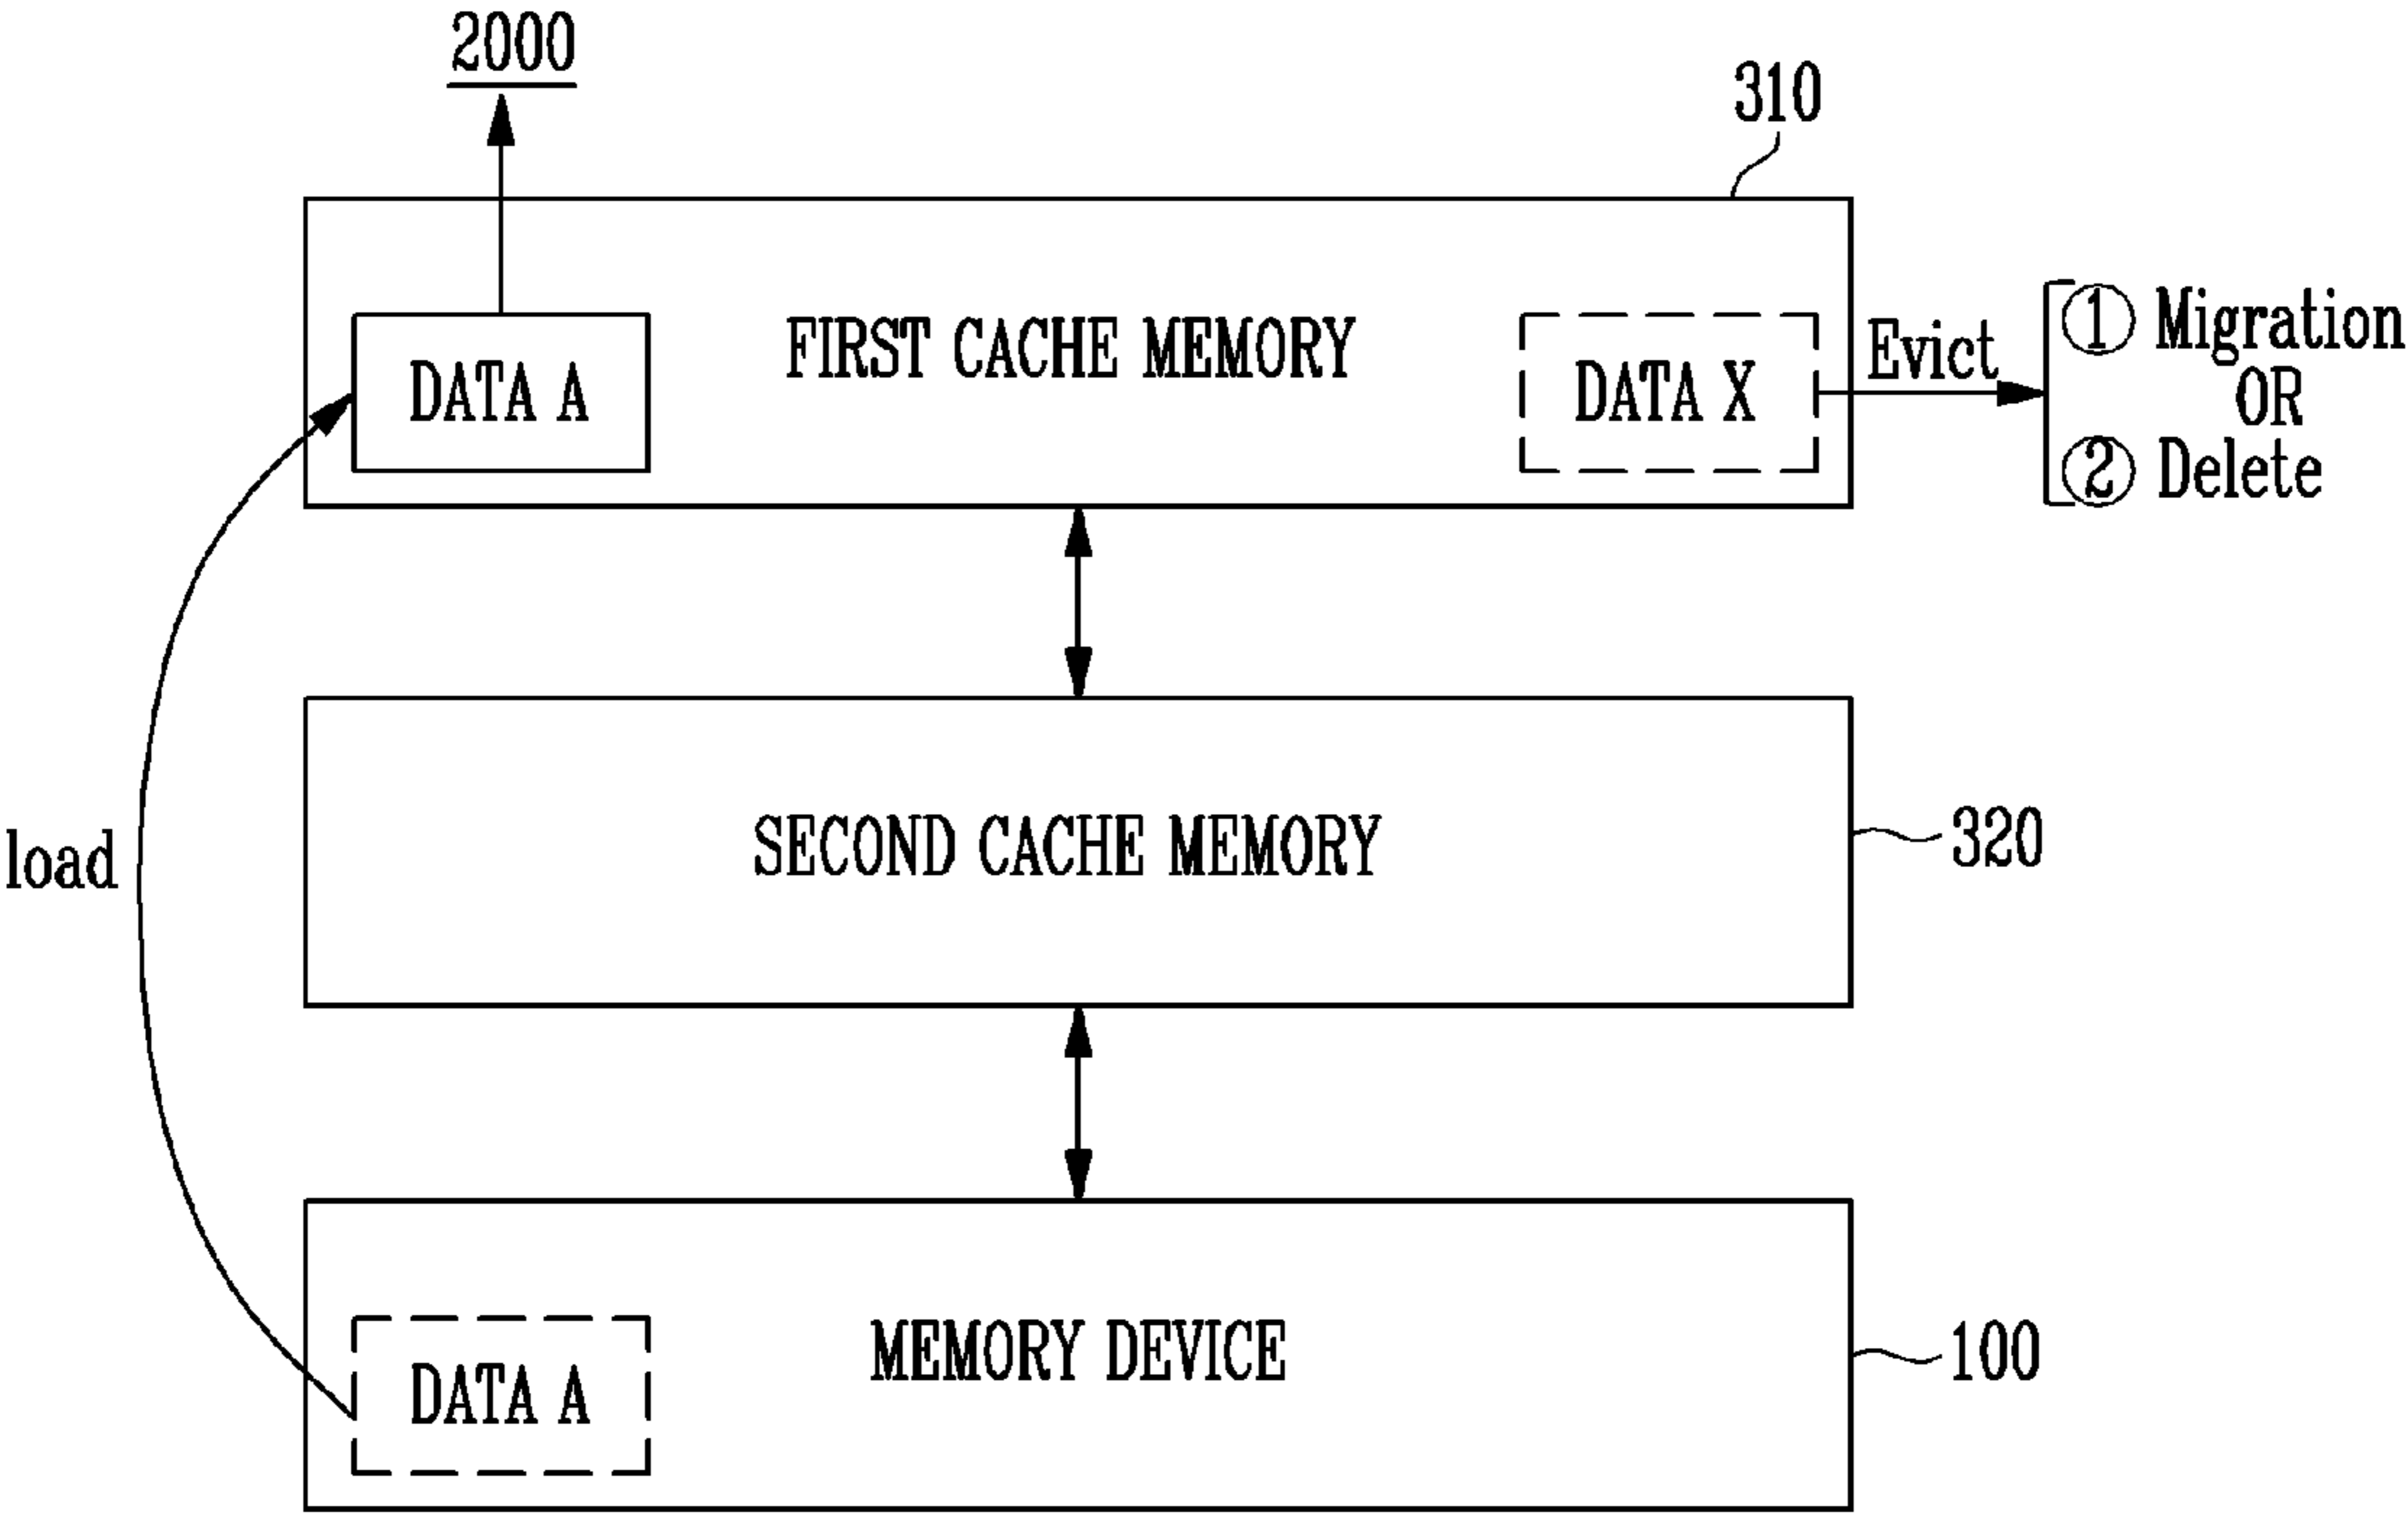 2000
310
FIRST CACHE MEMORY
DATA A
DATA X
Evict
① Migration
OR
② Delete
load
SECOND CACHE MEMORY
320
MEMORY DEVICE
100
DATA A